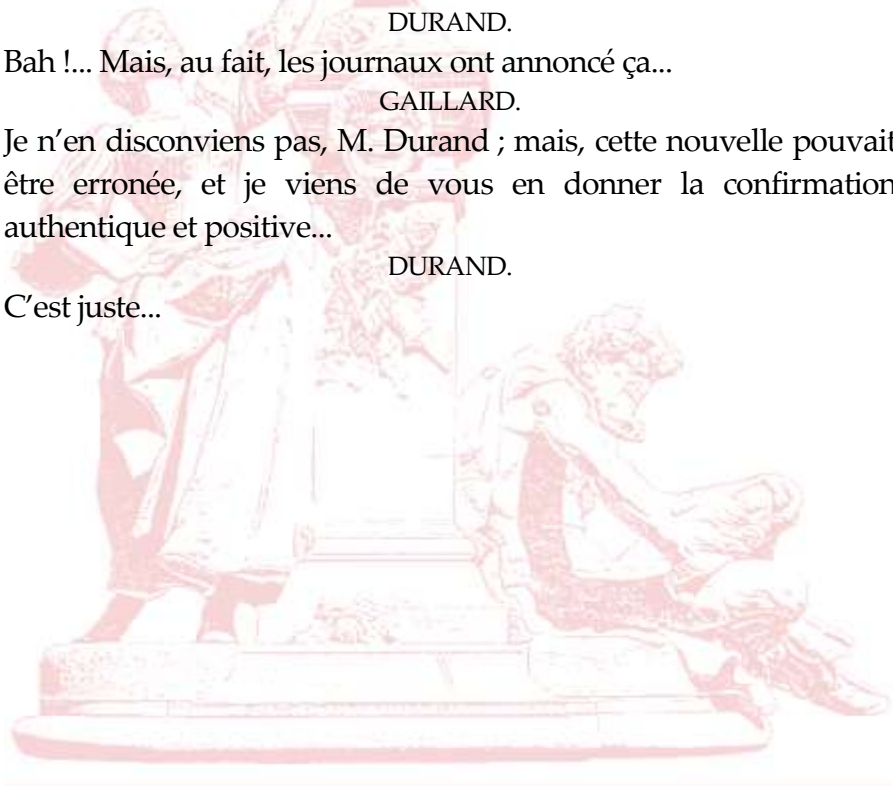 DURAND.
Bah !... Mais, au fait, les journaux ont annoncé ça...
GAILLARD.
Je n’en disconviens pas, M. Durand ; mais, cette nouvelle pouvait
être erronée, et je viens de vous en donner la confirmation
authentique et positive...
DURAND.
C’est juste...